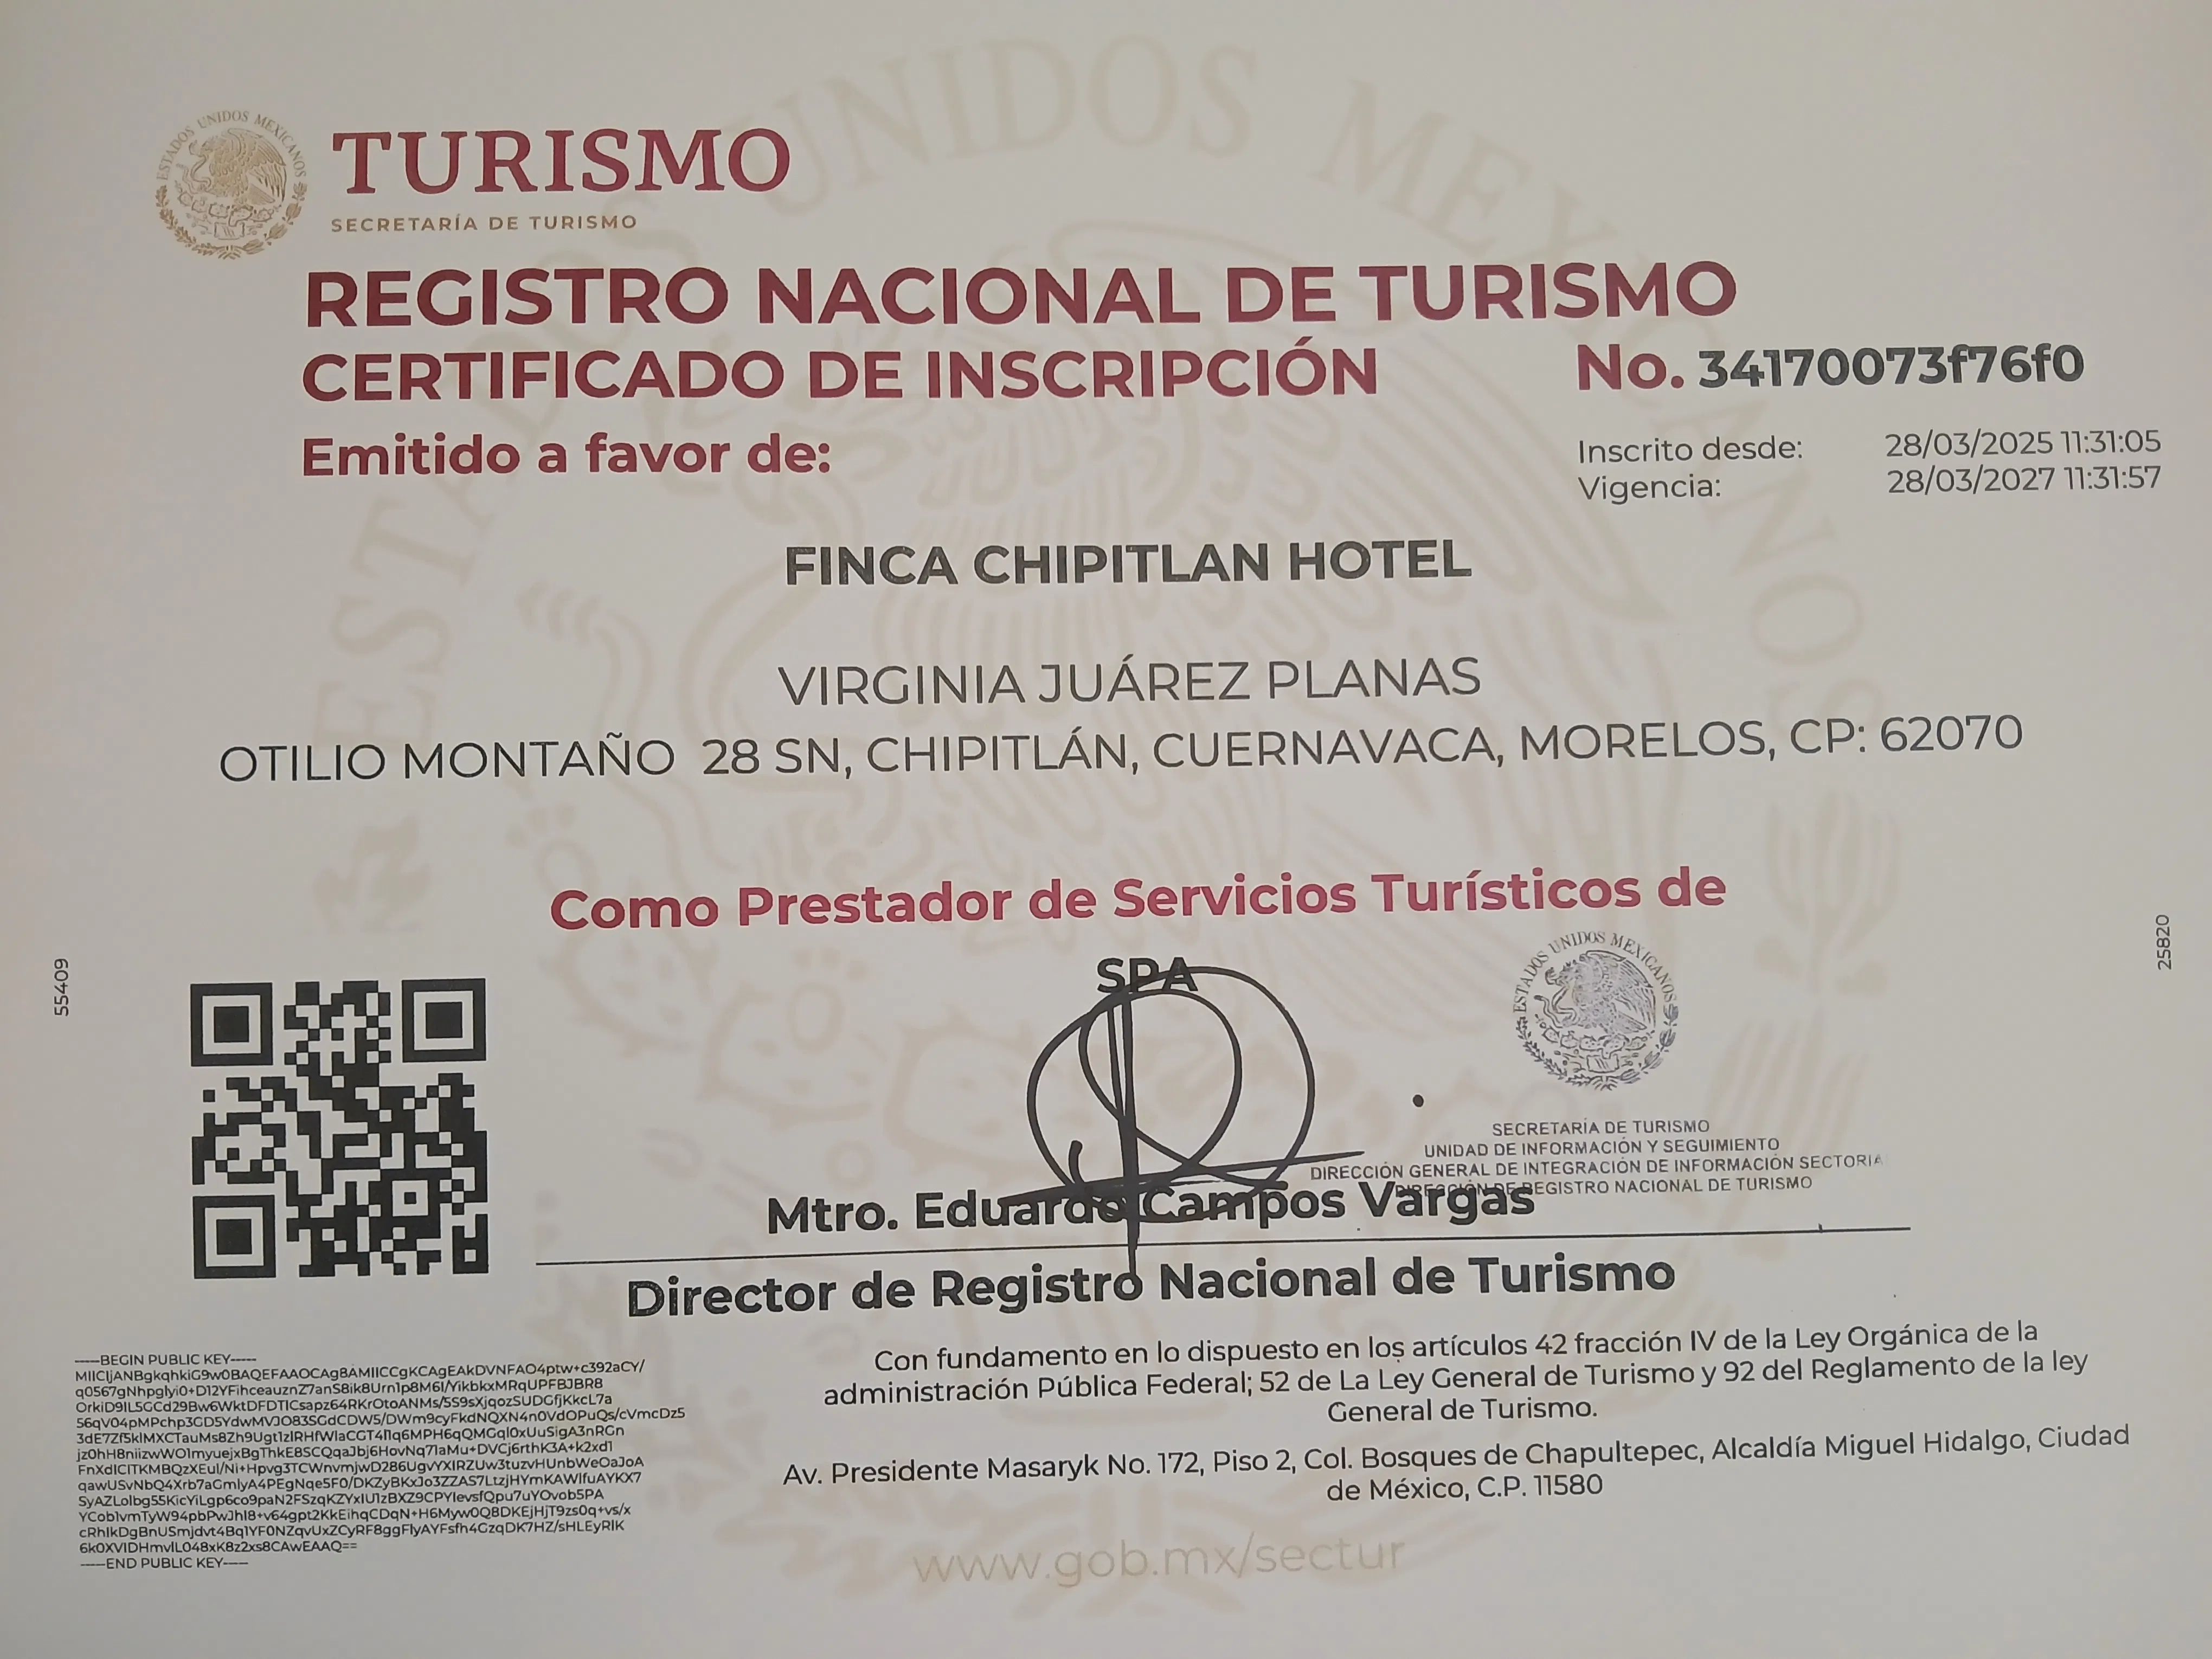 ESTADOS UNIDOS MEXICANOS
TURISMO
SECRETARÍA DE TURISMO
REGISTRO NACIONAL DE TURISMO
CERTIFICADO DE INSCRIPCIÓN
No. 34170073f76f0
Emitido a favor de:
Inscrito desde: 28/03/2025 11:31:05
Vigencia: 28/03/2027 11:31:57
FINCA CHIPITLAN HOTEL
VIRGINIA JUÁREZ PLANAS
OTILIO MONTAÑO 28 SN, CHIPITLÁN, CUERNAVACA, MORELOS, CP: 62070
Como Prestador de Servicios Turísticos de
SPA
55409
25820
ESTADOS UNIDOS MEXICANOS
SECRETARÍA DE TURISMO
UNIDAD DE INFORMACIÓN Y SEGUIMIENTO
DIRECCIÓN GENERAL DE INTEGRACIÓN DE INFORMACIÓN SECTORIA
DIRECCIÓN DE REGISTRO NACIONAL DE TURISMO
Mtro. Eduardo Campos Vargas
Director de Registro Nacional de Turismo
Con fundamento en lo dispuesto en los artículos 42 fracción IV de la Ley Orgánica de la
administración Pública Federal; 52 de La Ley General de Turismo y 92 del Reglamento de la ley
General de Turismo.
Av. Presidente Masaryk No. 172, Piso 2, Col. Bosques de Chapultepec, Alcaldía Miguel Hidalgo, Ciudad
de México, C.P. 11580
-----BEGIN PUBLIC KEY-----
-----END PUBLIC KEY-----
www.gob.mx/sectur